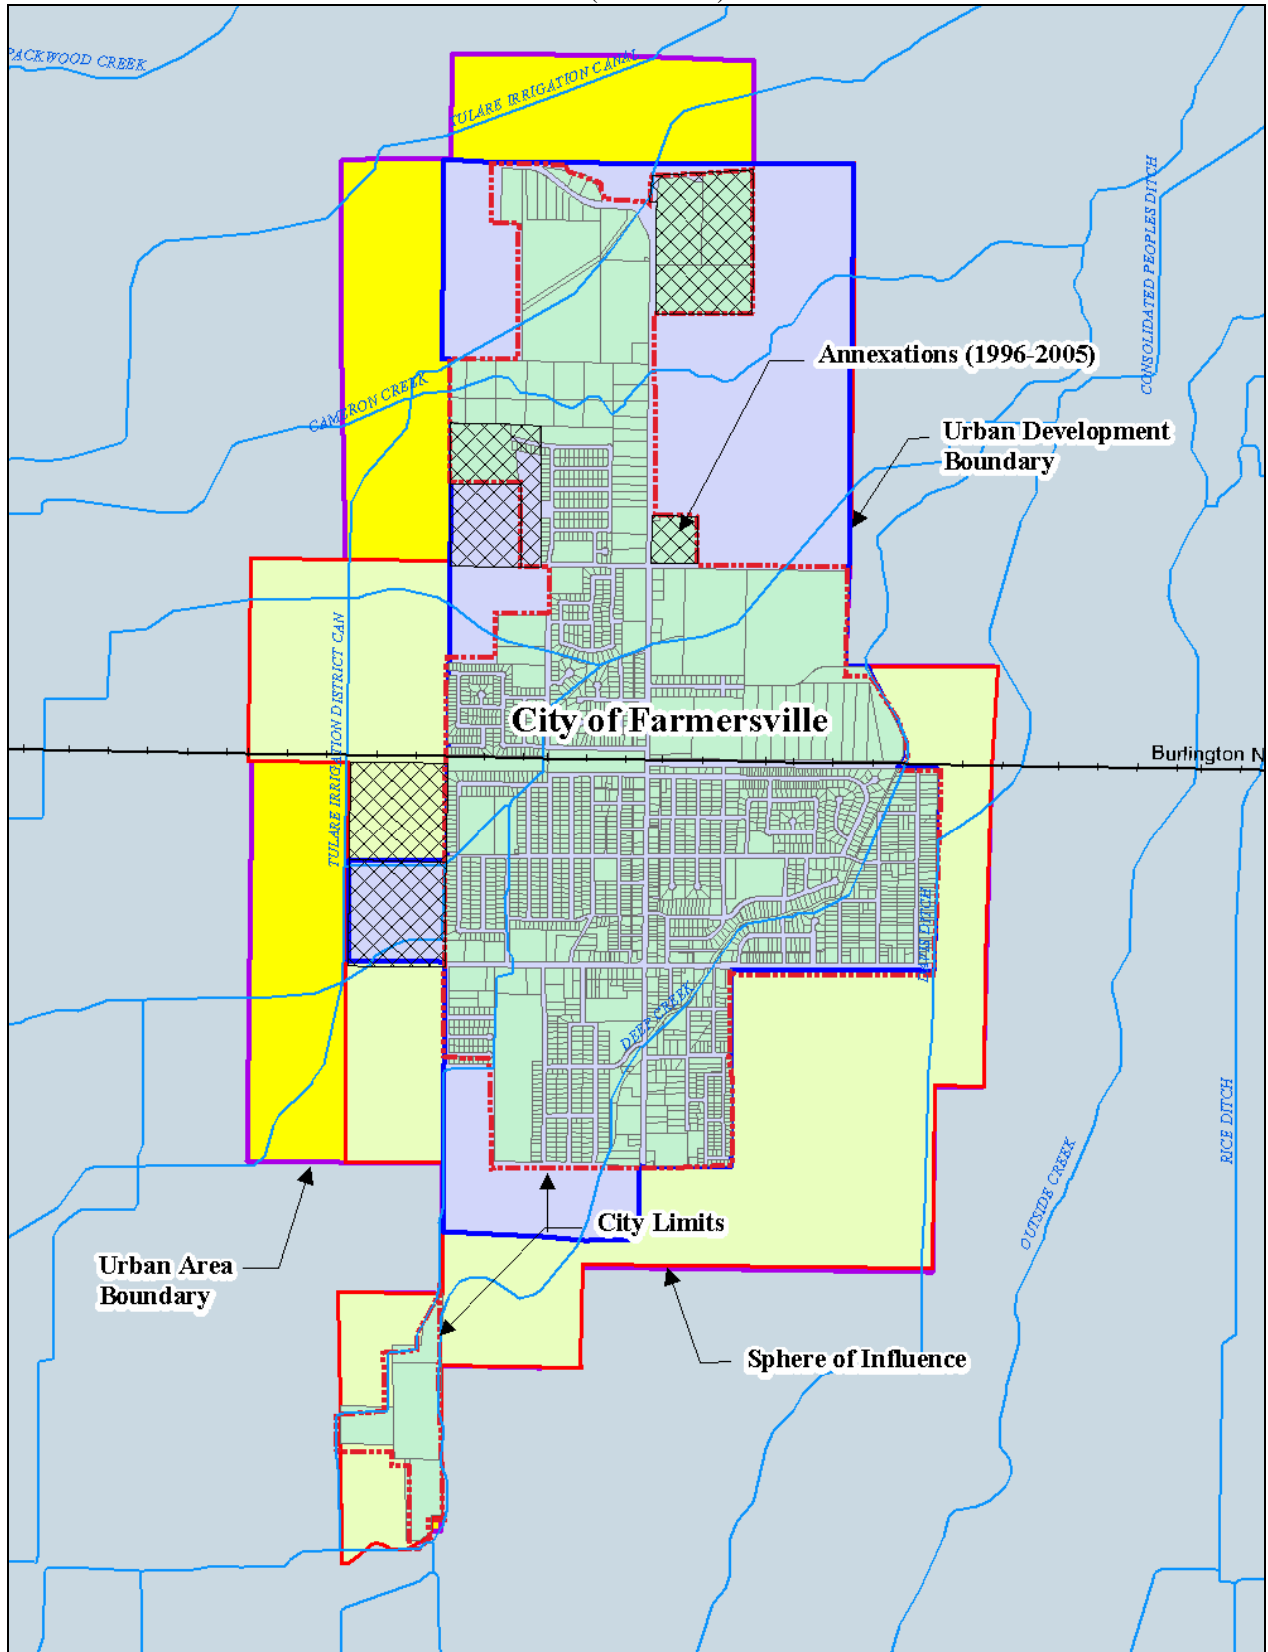 PACKWOOD CREEK
TULARE IRRIGATION CANAL
CONSOLIDATED PEOPLES DITCH
Annexations (1996-2005)
CAMERON CREEK
Urban Development
Boundary
TULARE IRRIGATION DISTRICT CAN
City of Farmersville
Burlington N
DITCH
DEEP CREEK
RICE DITCH
OUTSIDE CREEK
City Limits
Urban Area
Boundary
Sphere of Influence